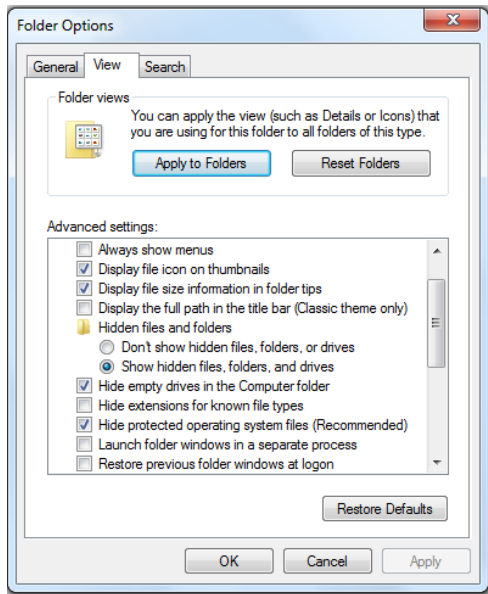 Folder Options
General View Search
Folder views
You can apply the view (such as Details or Icons) that
you are using for this folder to all folders of this type.
Apply to Folders Reset Folders
Advanced settings:
Always show menus
Display file icon on thumbnails
Display file size information in folder tips
Display the full path in the title bar (Classic theme only)
Hidden files and folders
Don't show hidden files, folders, or drives
Show hidden files, folders, and drives
Hide empty drives in the Computer folder
Hide extensions for known file types
Hide protected operating system files (Recommended)
Launch folder windows in a separate process
Restore previous folder windows at logon
Restore Defaults
OK Cancel Apply